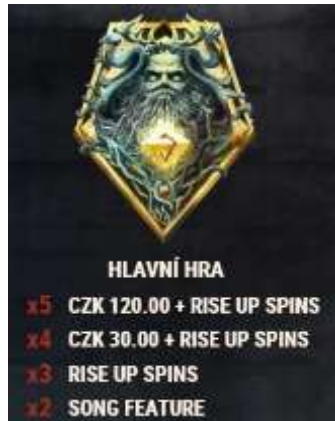 HLAVNÍ HRA
x5 CZK 120.00 + RISE UP SPINS
x4 CZK 30.00 + RISE UP SPINS
x3 RISE UP SPINS
x2 SONG FEATURE